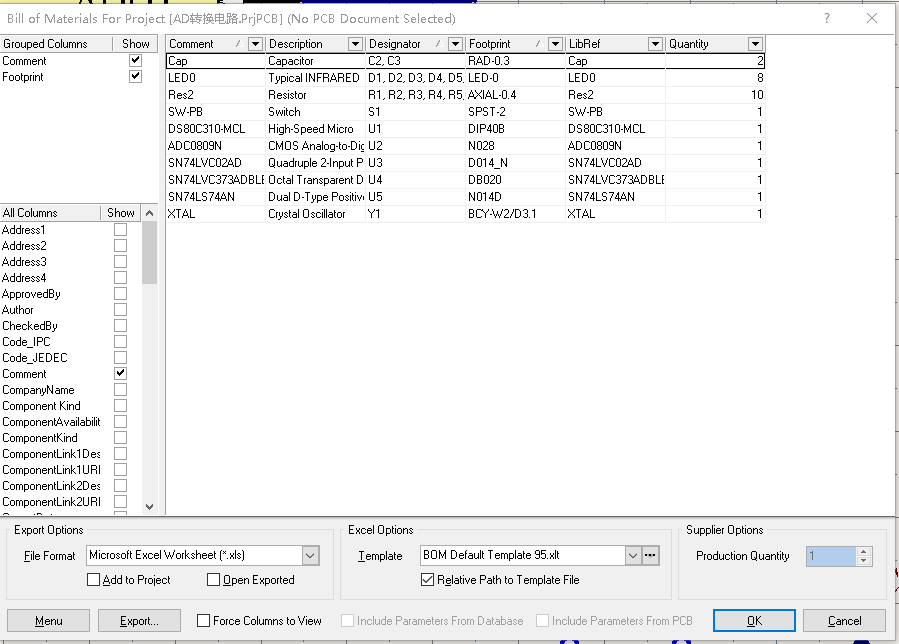 Bill of Materials For Project [AD转换电路.PrjPCB] (No PCB Document Selected)
?
Grouped Columns Show
Comment
Footprint
Comment Description Designator Footprint LibRef Quantity
Cap Capacitor C2, C3 RAD-0.3 Cap 2
LED0 Typical INFRARED D1, D2, D3, D4, D5, LED-0 LED0 8
Res2 Resistor R1, R2, R3, R4, R5, AXIAL-0.4 Res2 10
SW-PB Switch S1 SPST-2 SW-PB 1
DS80C310-MCL High-Speed Micro U1 DIP40B DS80C310-MCL 1
ADC0809N CMOS Analog-to-Dig U2 N028 ADC0809N 1
SN74LVC02AD Quadruple 2-Input P U3 D014_N SN74LVC02AD 1
SN74LVC373ADBLE Octal Transparent D U4 DB020 SN74LVC373ADBLE 1
SN74LS74AN Dual D-Type Positive U5 N014D SN74LS74AN 1
XTAL Crystal Oscillator Y1 BCY-W2/D3.1 XTAL 1
All Columns Show
Address1
Address2
Address3
Address4
ApprovedBy
Author
CheckedBy
Code_IPC
Code_JEDEC
Comment
CompanyName
Component Kind
ComponentAvailabilit
ComponentKind
ComponentLink1Des
ComponentLink1URI
ComponentLink2Des
ComponentLink2URI
Export Options
File Format Microsoft Excel Worksheet (*.xls)
Add to Project Open Exported
Excel Options
Template BOM Default Template 95.xlt ...
Relative Path to Template File
Supplier Options
Production Quantity 1
Menu Export... Force Columns to View Include Parameters From Database Include Parameters From PCB OK Cancel